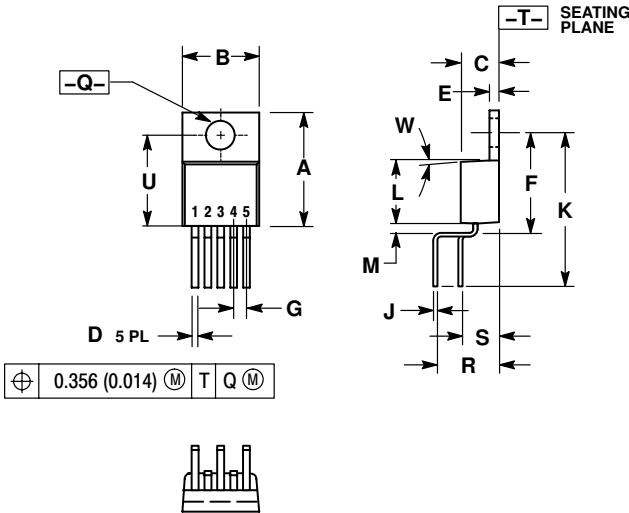 –T– SEATING
PLANE
B
C
–Q–
E
W
U
A
L
F
K
1 2 3 4 5
M
G
J
D 5 PL
S
R
⌖ 0.356 (0.014) Ⓜ T Q Ⓜ